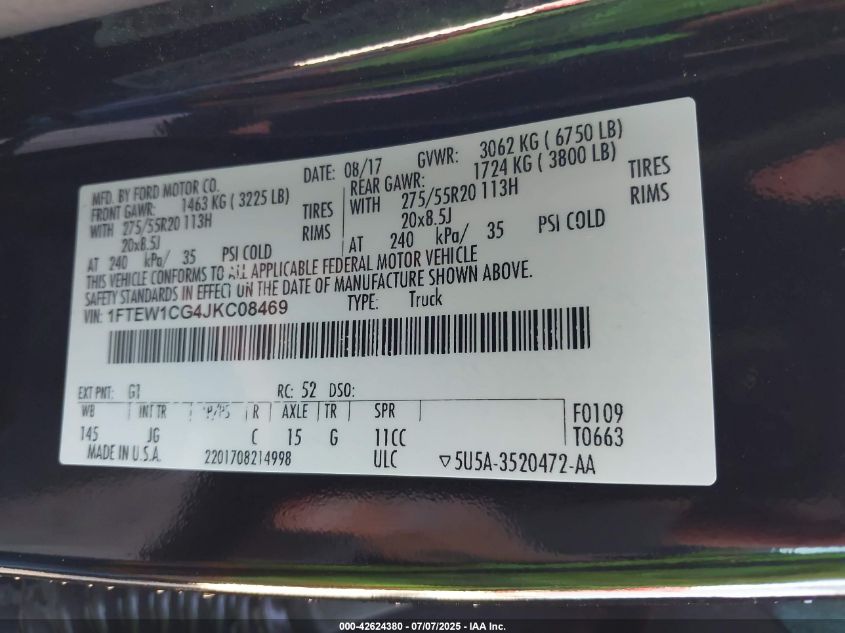 MFD. BY FORD MOTOR CO.
DATE: 08/17 GVWR: 3062 KG ( 6750 LB)
FRONT GAWR: 1463 KG ( 3225 LB) REAR GAWR: 1724 KG ( 3800 LB)
WITH 275/55R20 113H TIRES WITH 275/55R20 113H TIRES
20x8.5J RIMS 20x8.5J RIMS
AT 240 kPa/ 35 PSI COLD AT 240 kPa/ 35 PSI COLD
THIS VEHICLE CONFORMS TO ALL APPLICABLE FEDERAL MOTOR VEHICLE
SAFETY STANDARDS IN EFFECT ON THE DATE OF MANUFACTURE SHOWN ABOVE.
VIN: 1FTEW1CG4JKC08469 TYPE: Truck
EXT PNT: G1 RC: 52 DSO:
WB INT TR TP/PS R AXLE TR SPR F0109
145 JG C 15 G 11CC T0663
MADE IN U.S.A. 2201708214998 ULC ▽5U5A-3520472-AA
000-42624380 - 07/07/2025 - IAA Inc.